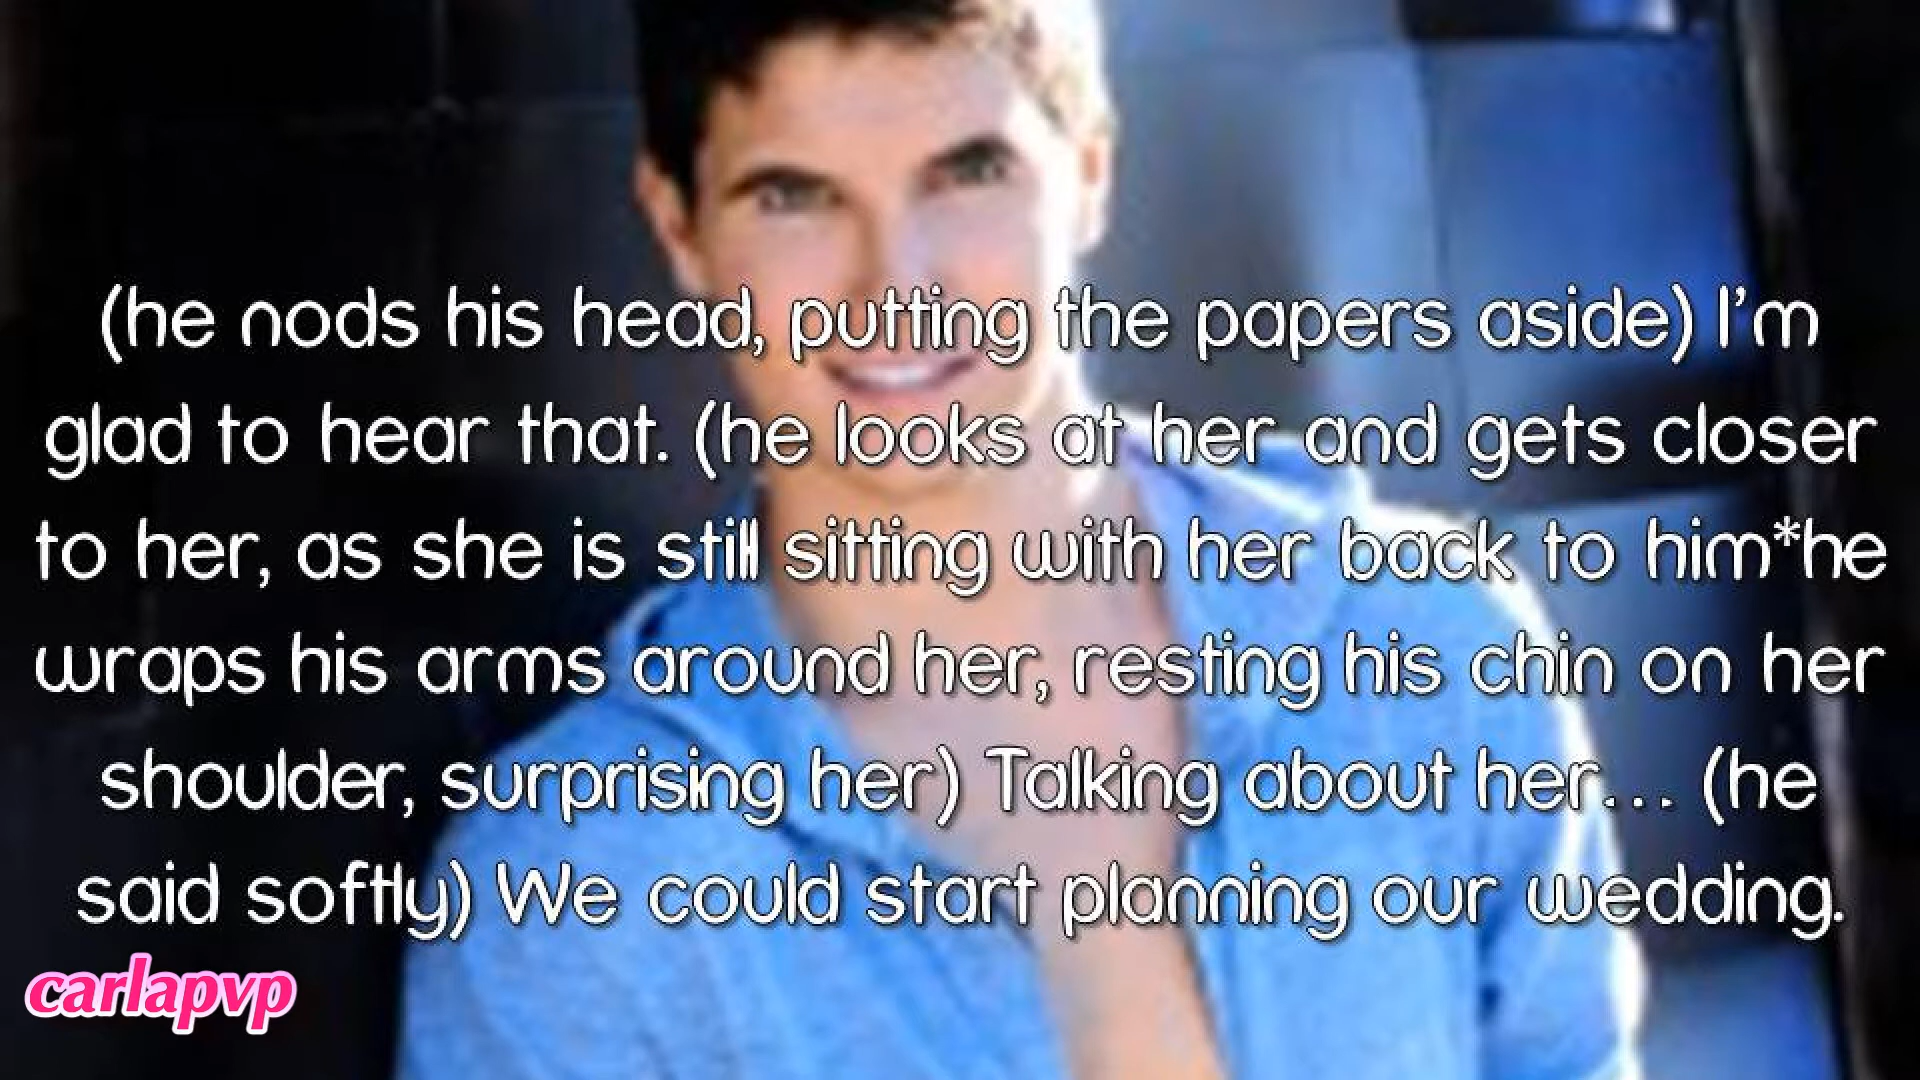 (he nods his head, putting the papers aside) I'm
glad to hear that. (he looks at her and gets closer
to her, as she is still sitting with her back to him*he
wraps his arms around her, resting his chin on her
shoulder, surprising her) Talking about her... (he
said softly) We could start planning our wedding.
carlapvp